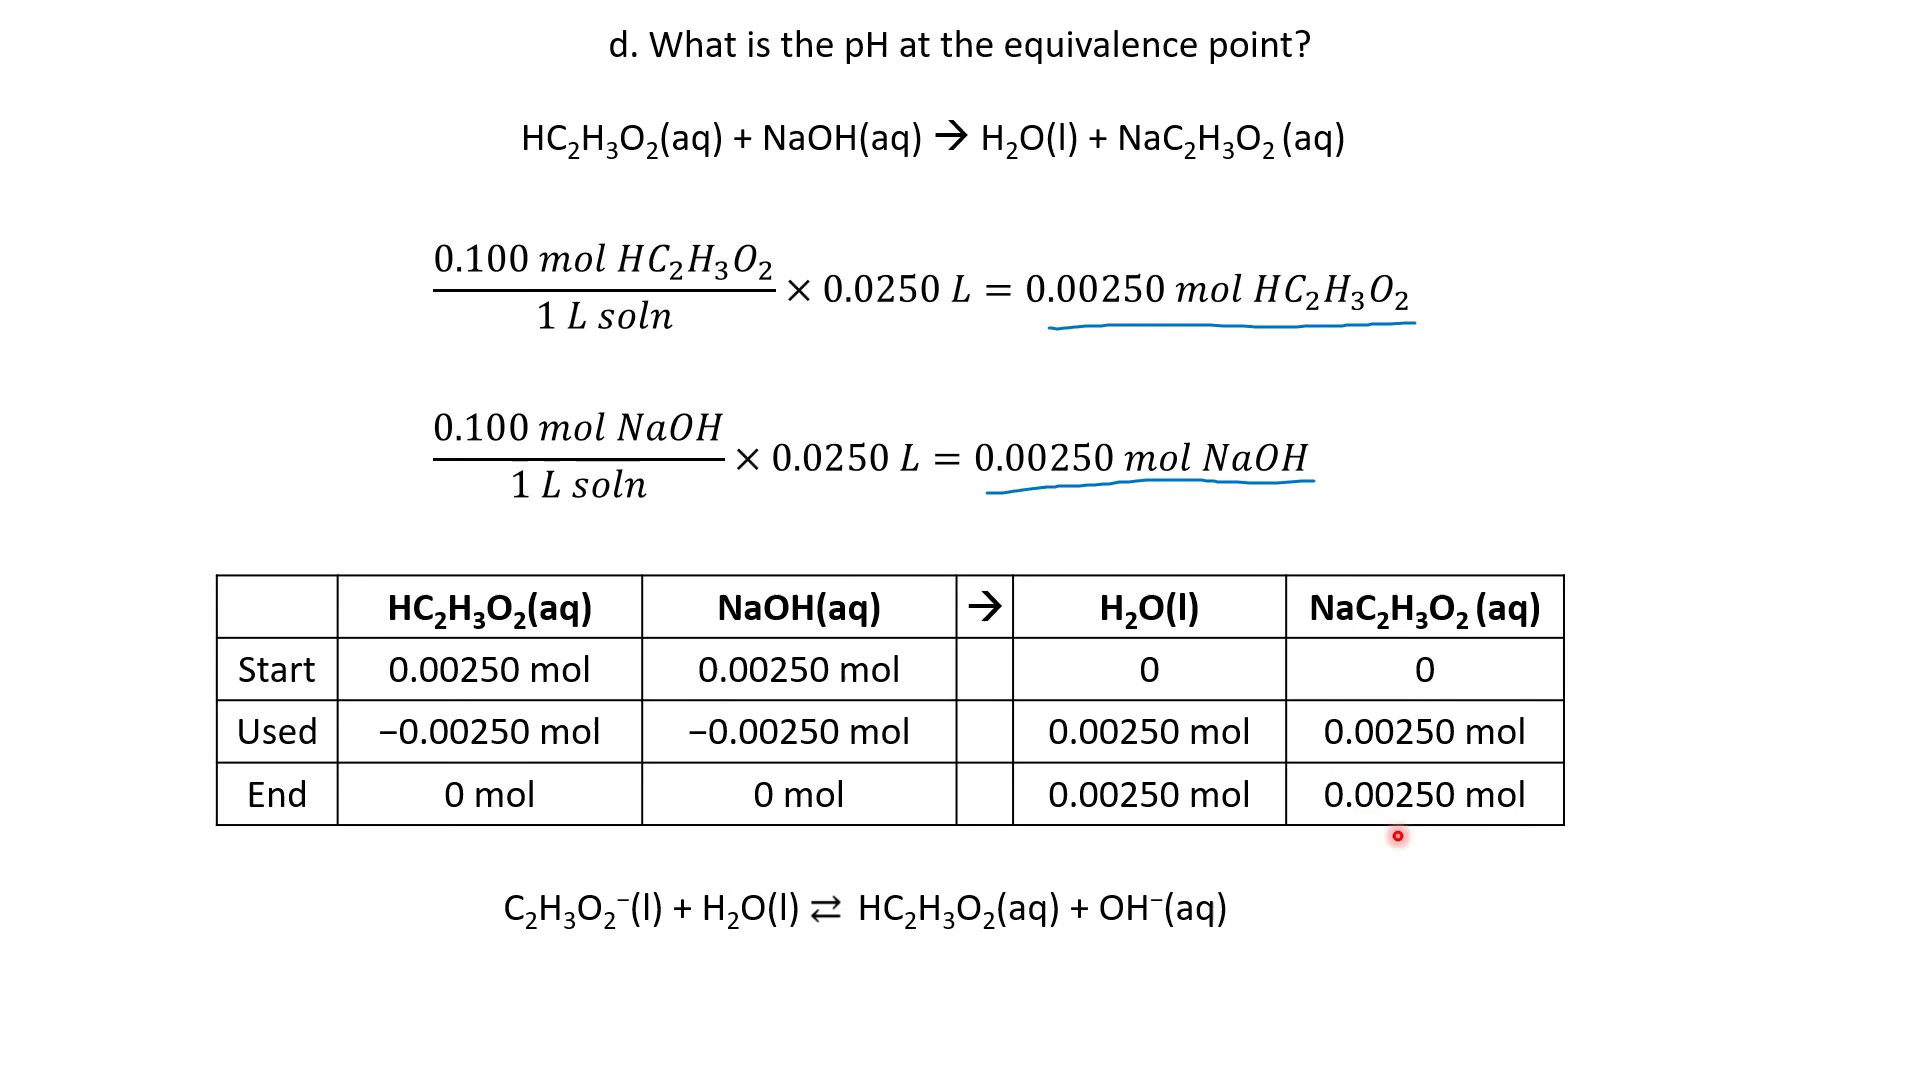 d. What is the pH at the equivalence point?
HC₂H₃O₂(aq) + NaOH(aq) → H₂O(l) + NaC₂H₃O₂ (aq)
0.100 mol HC₂H₃O₂
1 L soln
× 0.0250 L = 0.00250 mol HC₂H₃O₂
0.100 mol NaOH
1 L soln
× 0.0250 L = 0.00250 mol NaOH
HC₂H₃O₂(aq) NaOH(aq) → H₂O(l) NaC₂H₃O₂ (aq)
Start 0.00250 mol 0.00250 mol 0 0
Used −0.00250 mol −0.00250 mol 0.00250 mol 0.00250 mol
End 0 mol 0 mol 0.00250 mol 0.00250 mol
C₂H₃O₂⁻(l) + H₂O(l) ⇄ HC₂H₃O₂(aq) + OH⁻(aq)